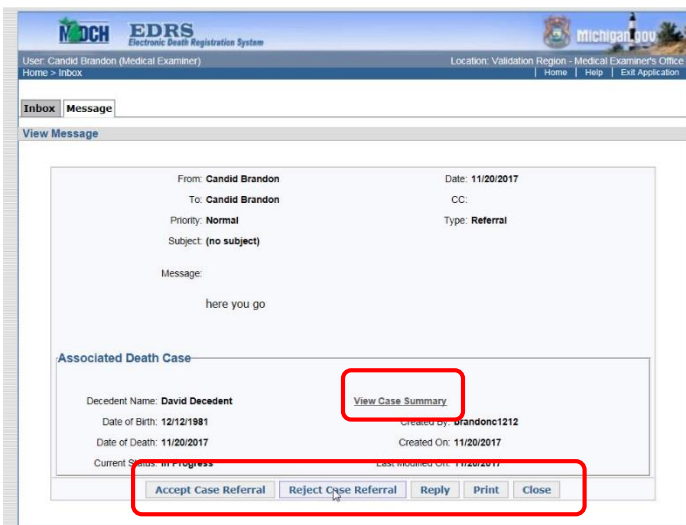 MDCH EDRS Michigan.gov
Electronic Death Registration System
User: Candid Brandon (Medical Examiner) Location: Validation Region - Medical Examiner's Office
Home > Inbox | Home | Help | Exit Application
Inbox Message
View Message
From: Candid Brandon Date: 11/20/2017
To: Candid Brandon CC:
Priority: Normal Type: Referral
Subject: (no subject)
Message:
here you go
Associated Death Case
Decedent Name: David Decedent View Case Summary
Date of Birth: 12/12/1981 Created By: brandonc1212
Date of Death: 11/20/2017 Created On: 11/20/2017
Current Status: In Progress Last Modified On: 11/20/2017
Accept Case Referral Reject Case Referral Reply Print Close